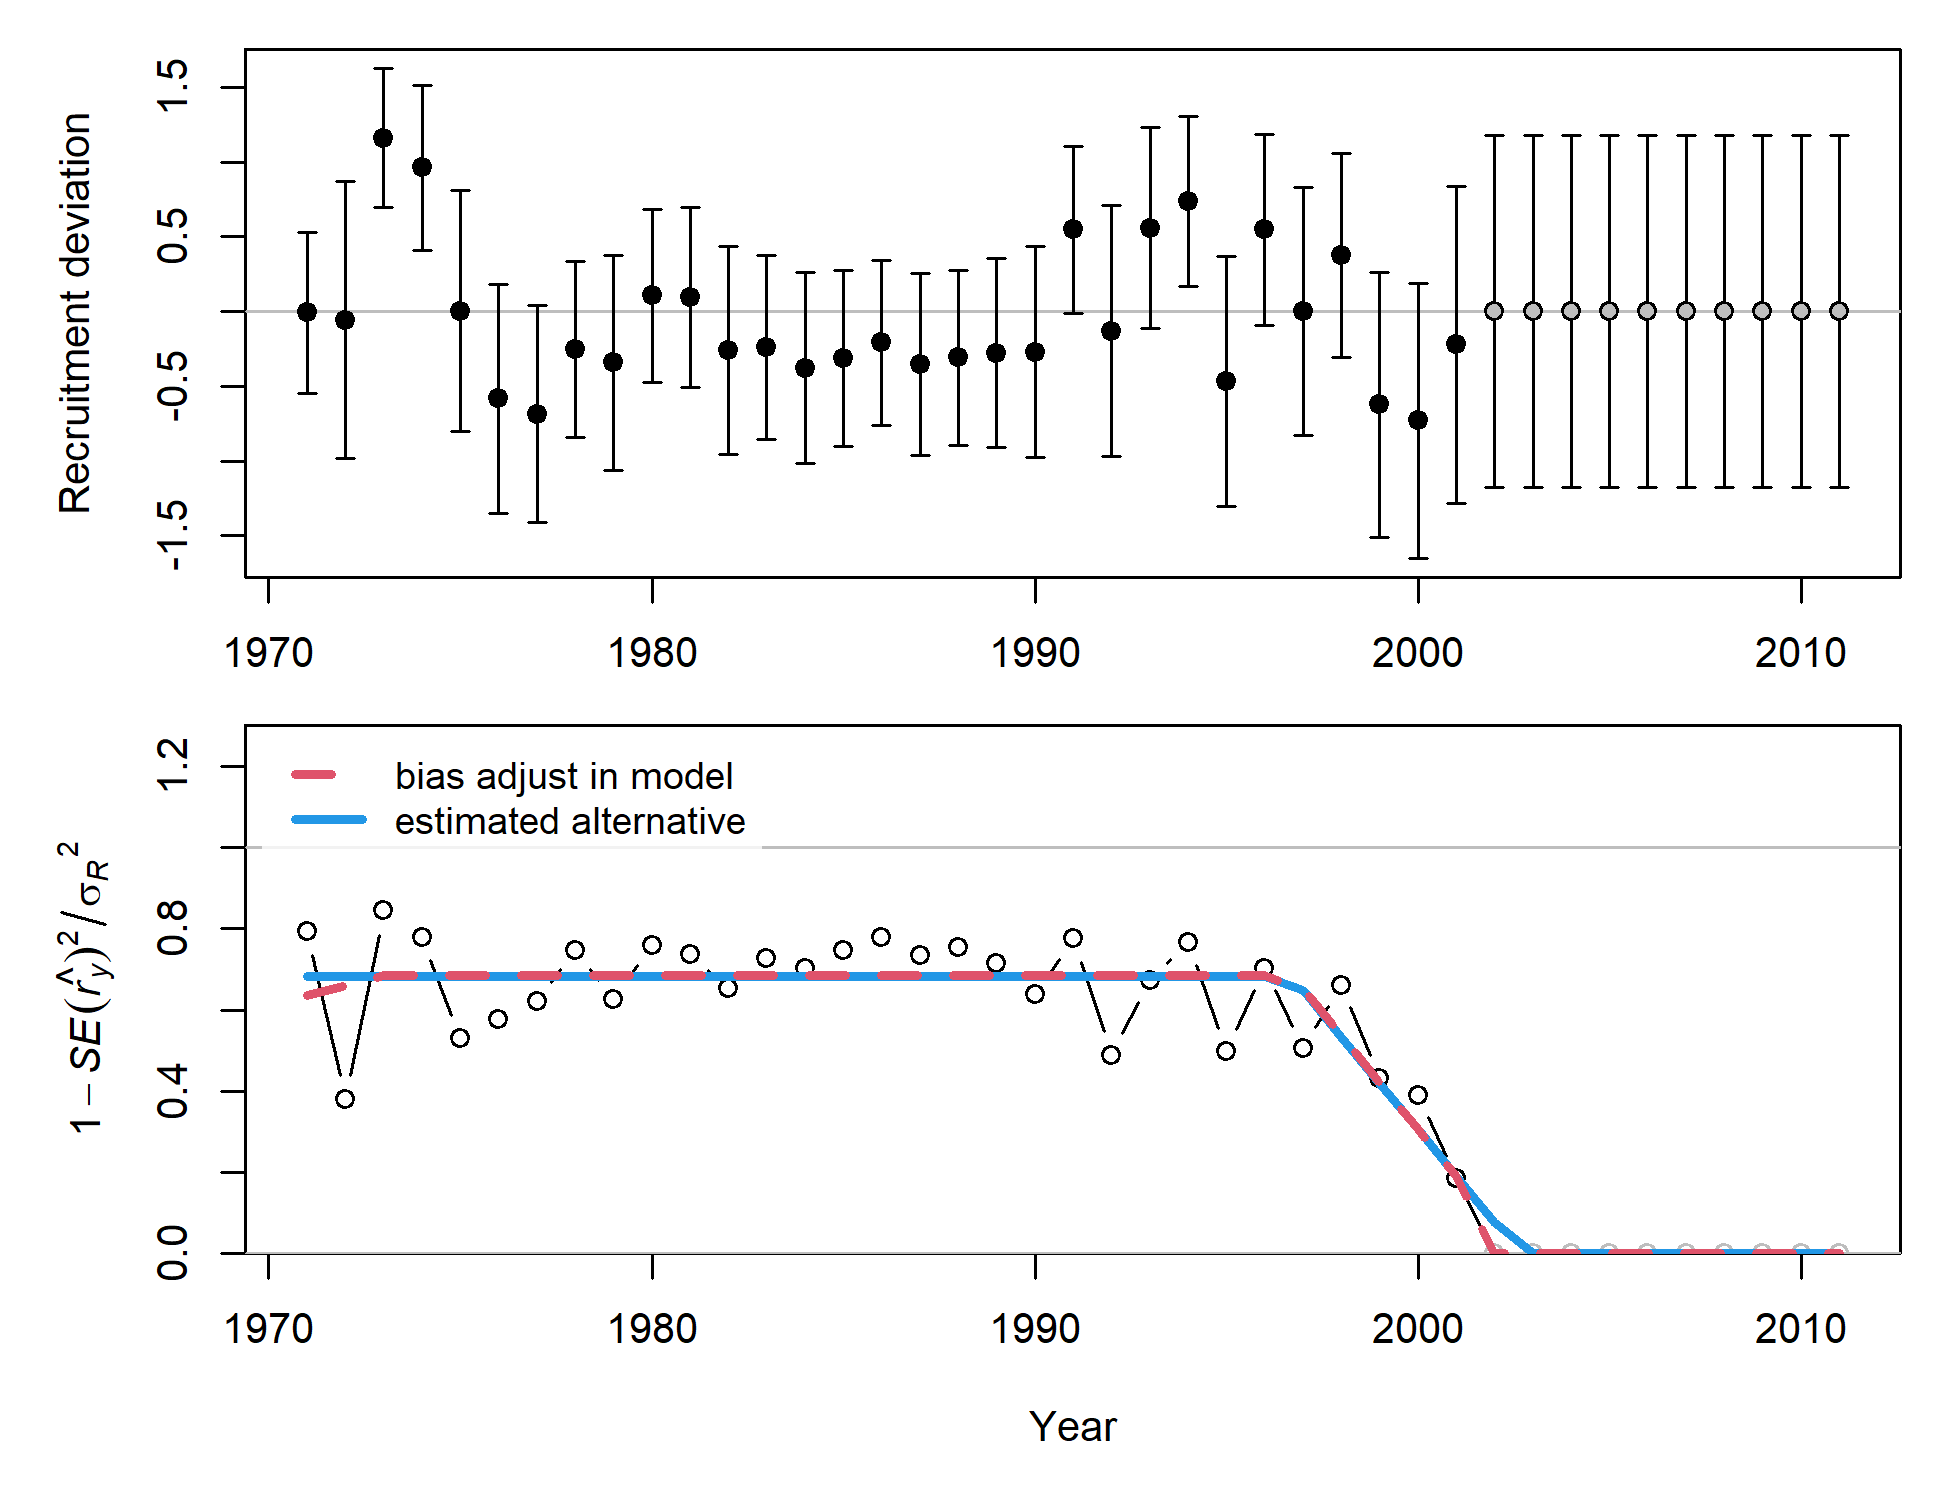 Recruitment deviation
1.5
0.5
-0.5
-1.5
1970 1980 1990 2000 2010
bias adjust in model
estimated alternative
1 − SE(r̂y)²/σR²
1.2
0.8
0.4
0.0
1970 1980 1990 2000 2010
Year